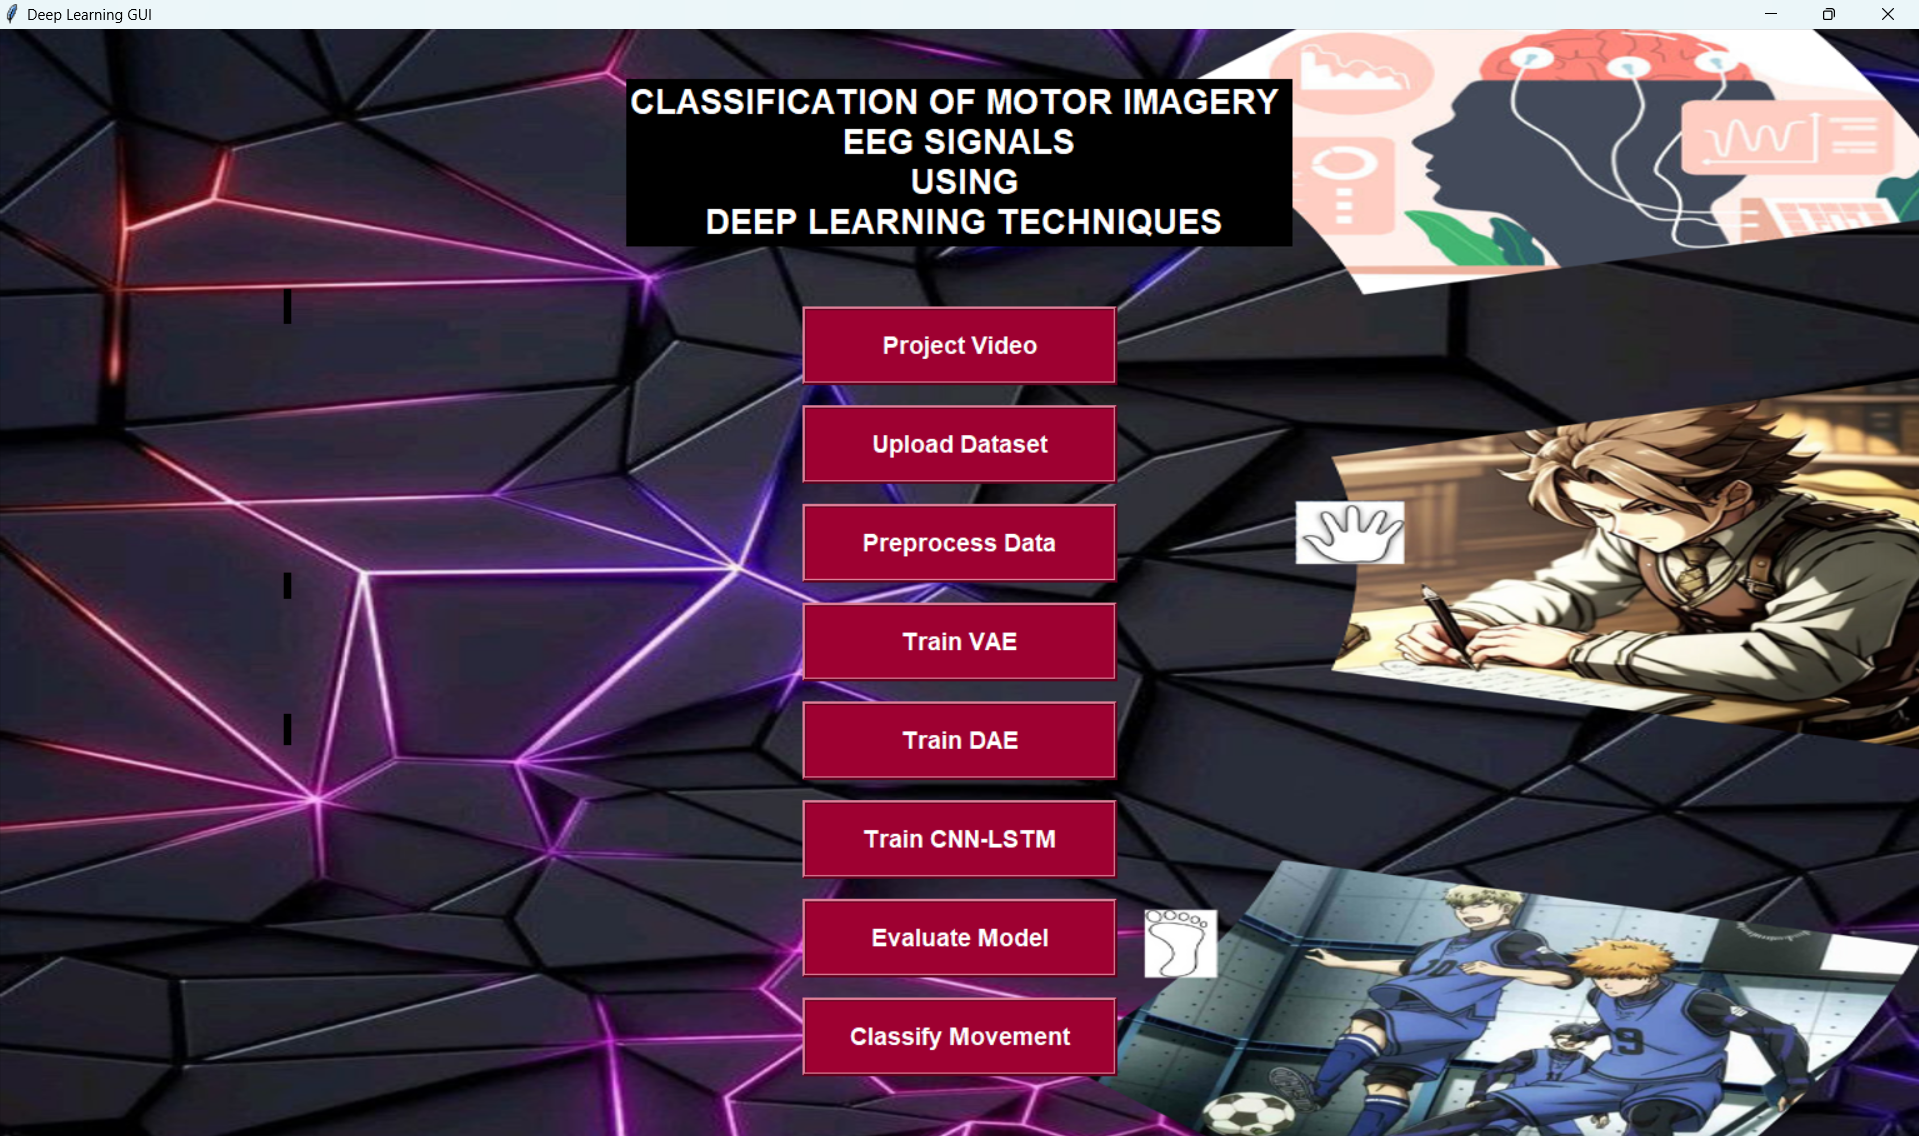 Deep Learning GUI
CLASSIFICATION OF MOTOR IMAGERY
EEG SIGNALS
USING
DEEP LEARNING TECHNIQUES
Project Video
Upload Dataset
Preprocess Data
Train VAE
Train DAE
Train CNN-LSTM
Evaluate Model
Classify Movement
9